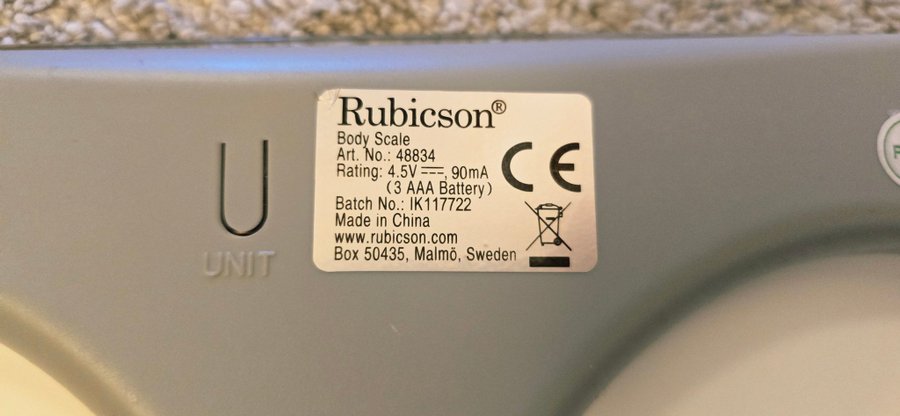 Rubicson®
Body Scale
Art. No.: 48834
Rating: 4.5V ⎓, 90mA
(3 AAA Battery)
Batch No.: IK117722
Made in China
www.rubicson.com
Box 50435, Malmö, Sweden
CE
UNIT